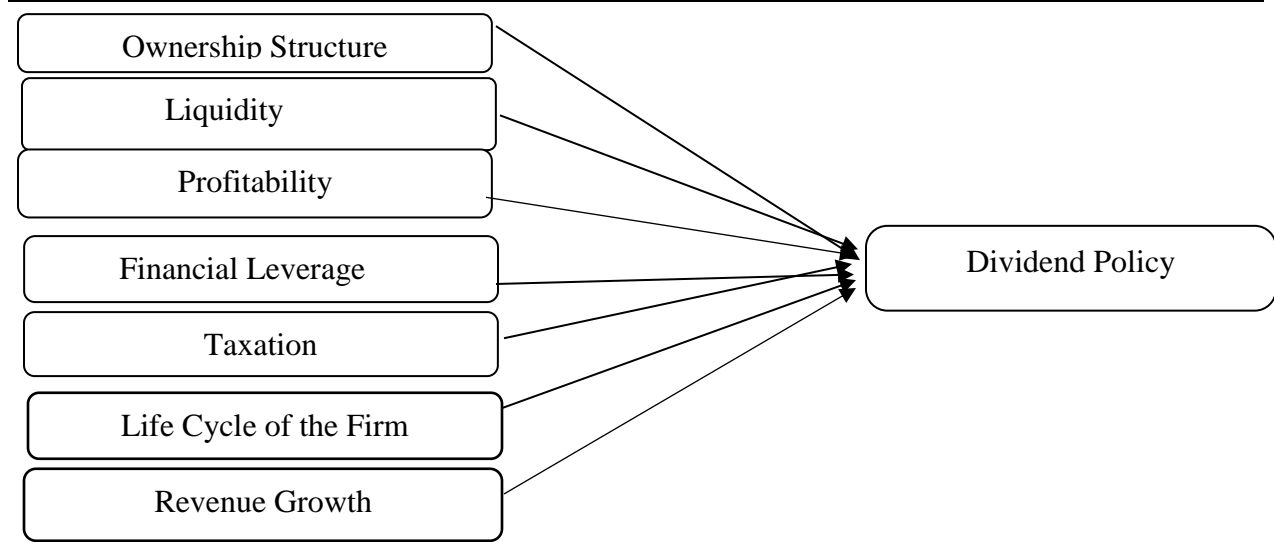 Ownership Structure
Liquidity
Profitability
Financial Leverage
Dividend Policy
Taxation
Life Cycle of the Firm
Revenue Growth